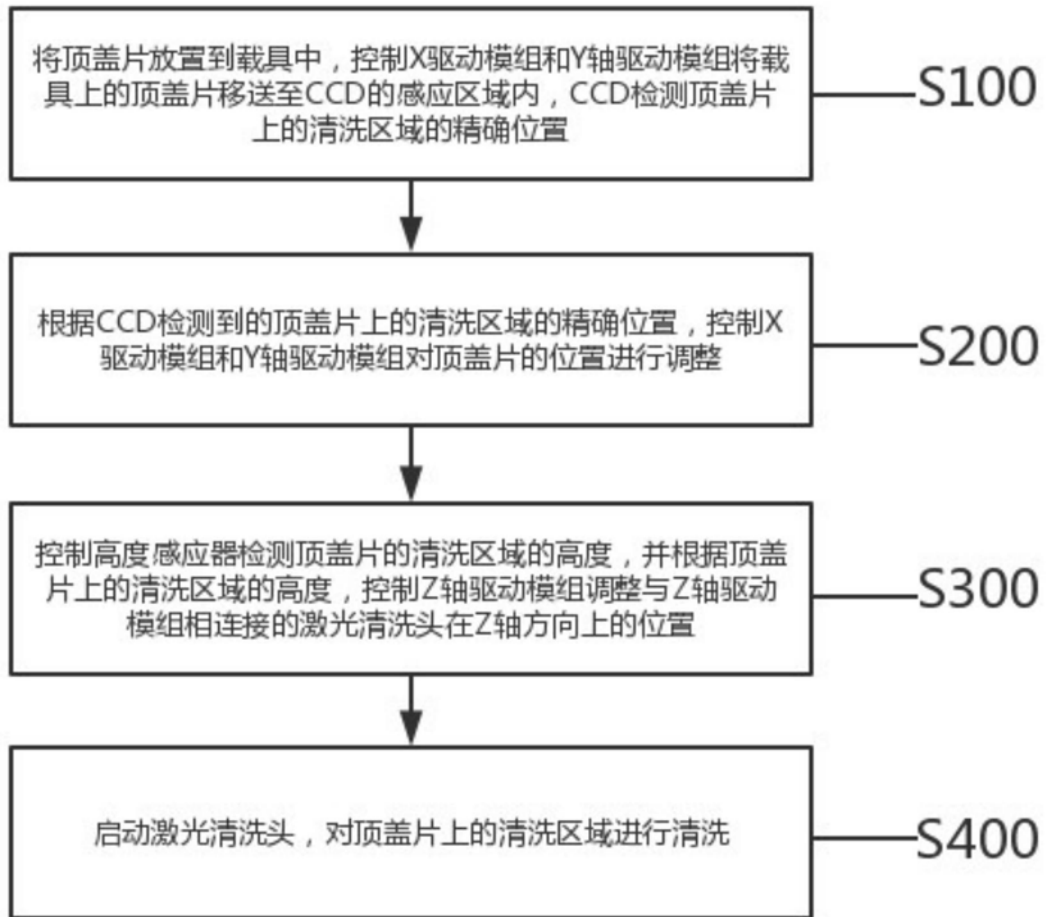 将顶盖片放置到载具中，控制X驱动模组和Y轴驱动模组将载
具上的顶盖片移送至CCD的感应区域内，CCD检测顶盖片
上的清洗区域的精确位置
S100
根据CCD检测到的顶盖片上的清洗区域的精确位置，控制X
驱动模组和Y轴驱动模组对顶盖片的位置进行调整
S200
控制高度感应器检测顶盖片的清洗区域的高度，并根据顶盖
片上的清洗区域的高度，控制Z轴驱动模组调整与Z轴驱动
模组相连接的激光清洗头在Z轴方向上的位置
S300
启动激光清洗头，对顶盖片上的清洗区域进行清洗
S400